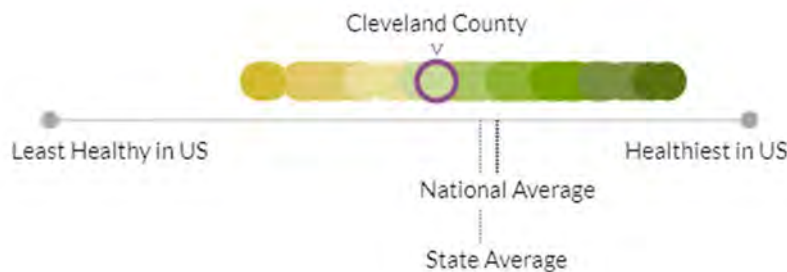 Cleveland County
Least Healthy in US
Healthiest in US
National Average
State Average